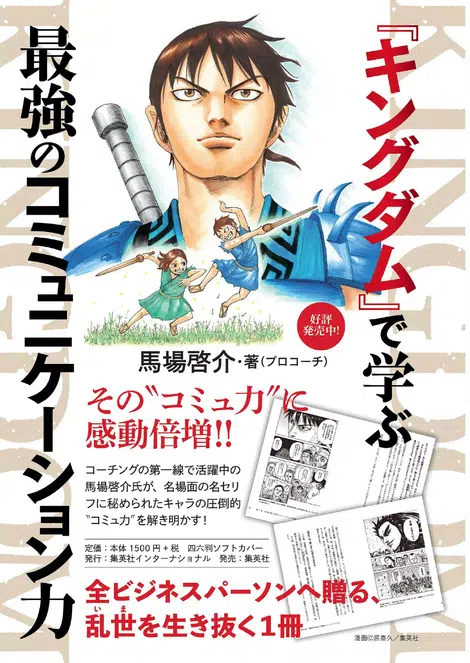 『キングダム』で学ぶ
最強のコミュニケーション力
好評
発売中!
馬場啓介・著(プロコーチ)
その〝コミュ力〟に
感動倍増!!
コーチングの第一線で活躍中の
馬場啓介氏が、名場面の名セリ
フに秘められたキャラの圧倒的
〝コミュ力〟を解き明かす!
定価:本体 1500円+税 四六判ソフトカバー
発行:集英社インターナショナル 発売:集英社
全ビジネスパーソンへ贈る、
乱世を生き抜く1冊
いま
漫画©原泰久/集英社
KINGDOM
KINGDOM